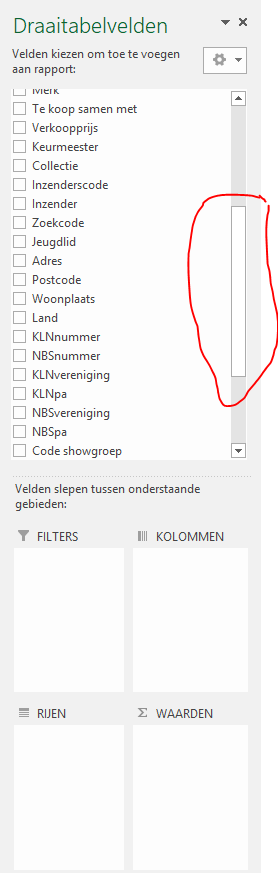 Draaitabelvelden
Velden kiezen om toe te voegen
aan rapport:
Merk
Te koop samen met
Verkoopprijs
Keurmeester
Collectie
Inzenderscode
Inzender
Zoekcode
Jeugdlid
Adres
Postcode
Woonplaats
Land
KLNnummer
NBSnummer
KLNvereniging
KLNpa
NBSvereniging
NBSpa
Code showgroep
Velden slepen tussen onderstaande
gebieden:
FILTERS
KOLOMMEN
RIJEN
WAARDEN